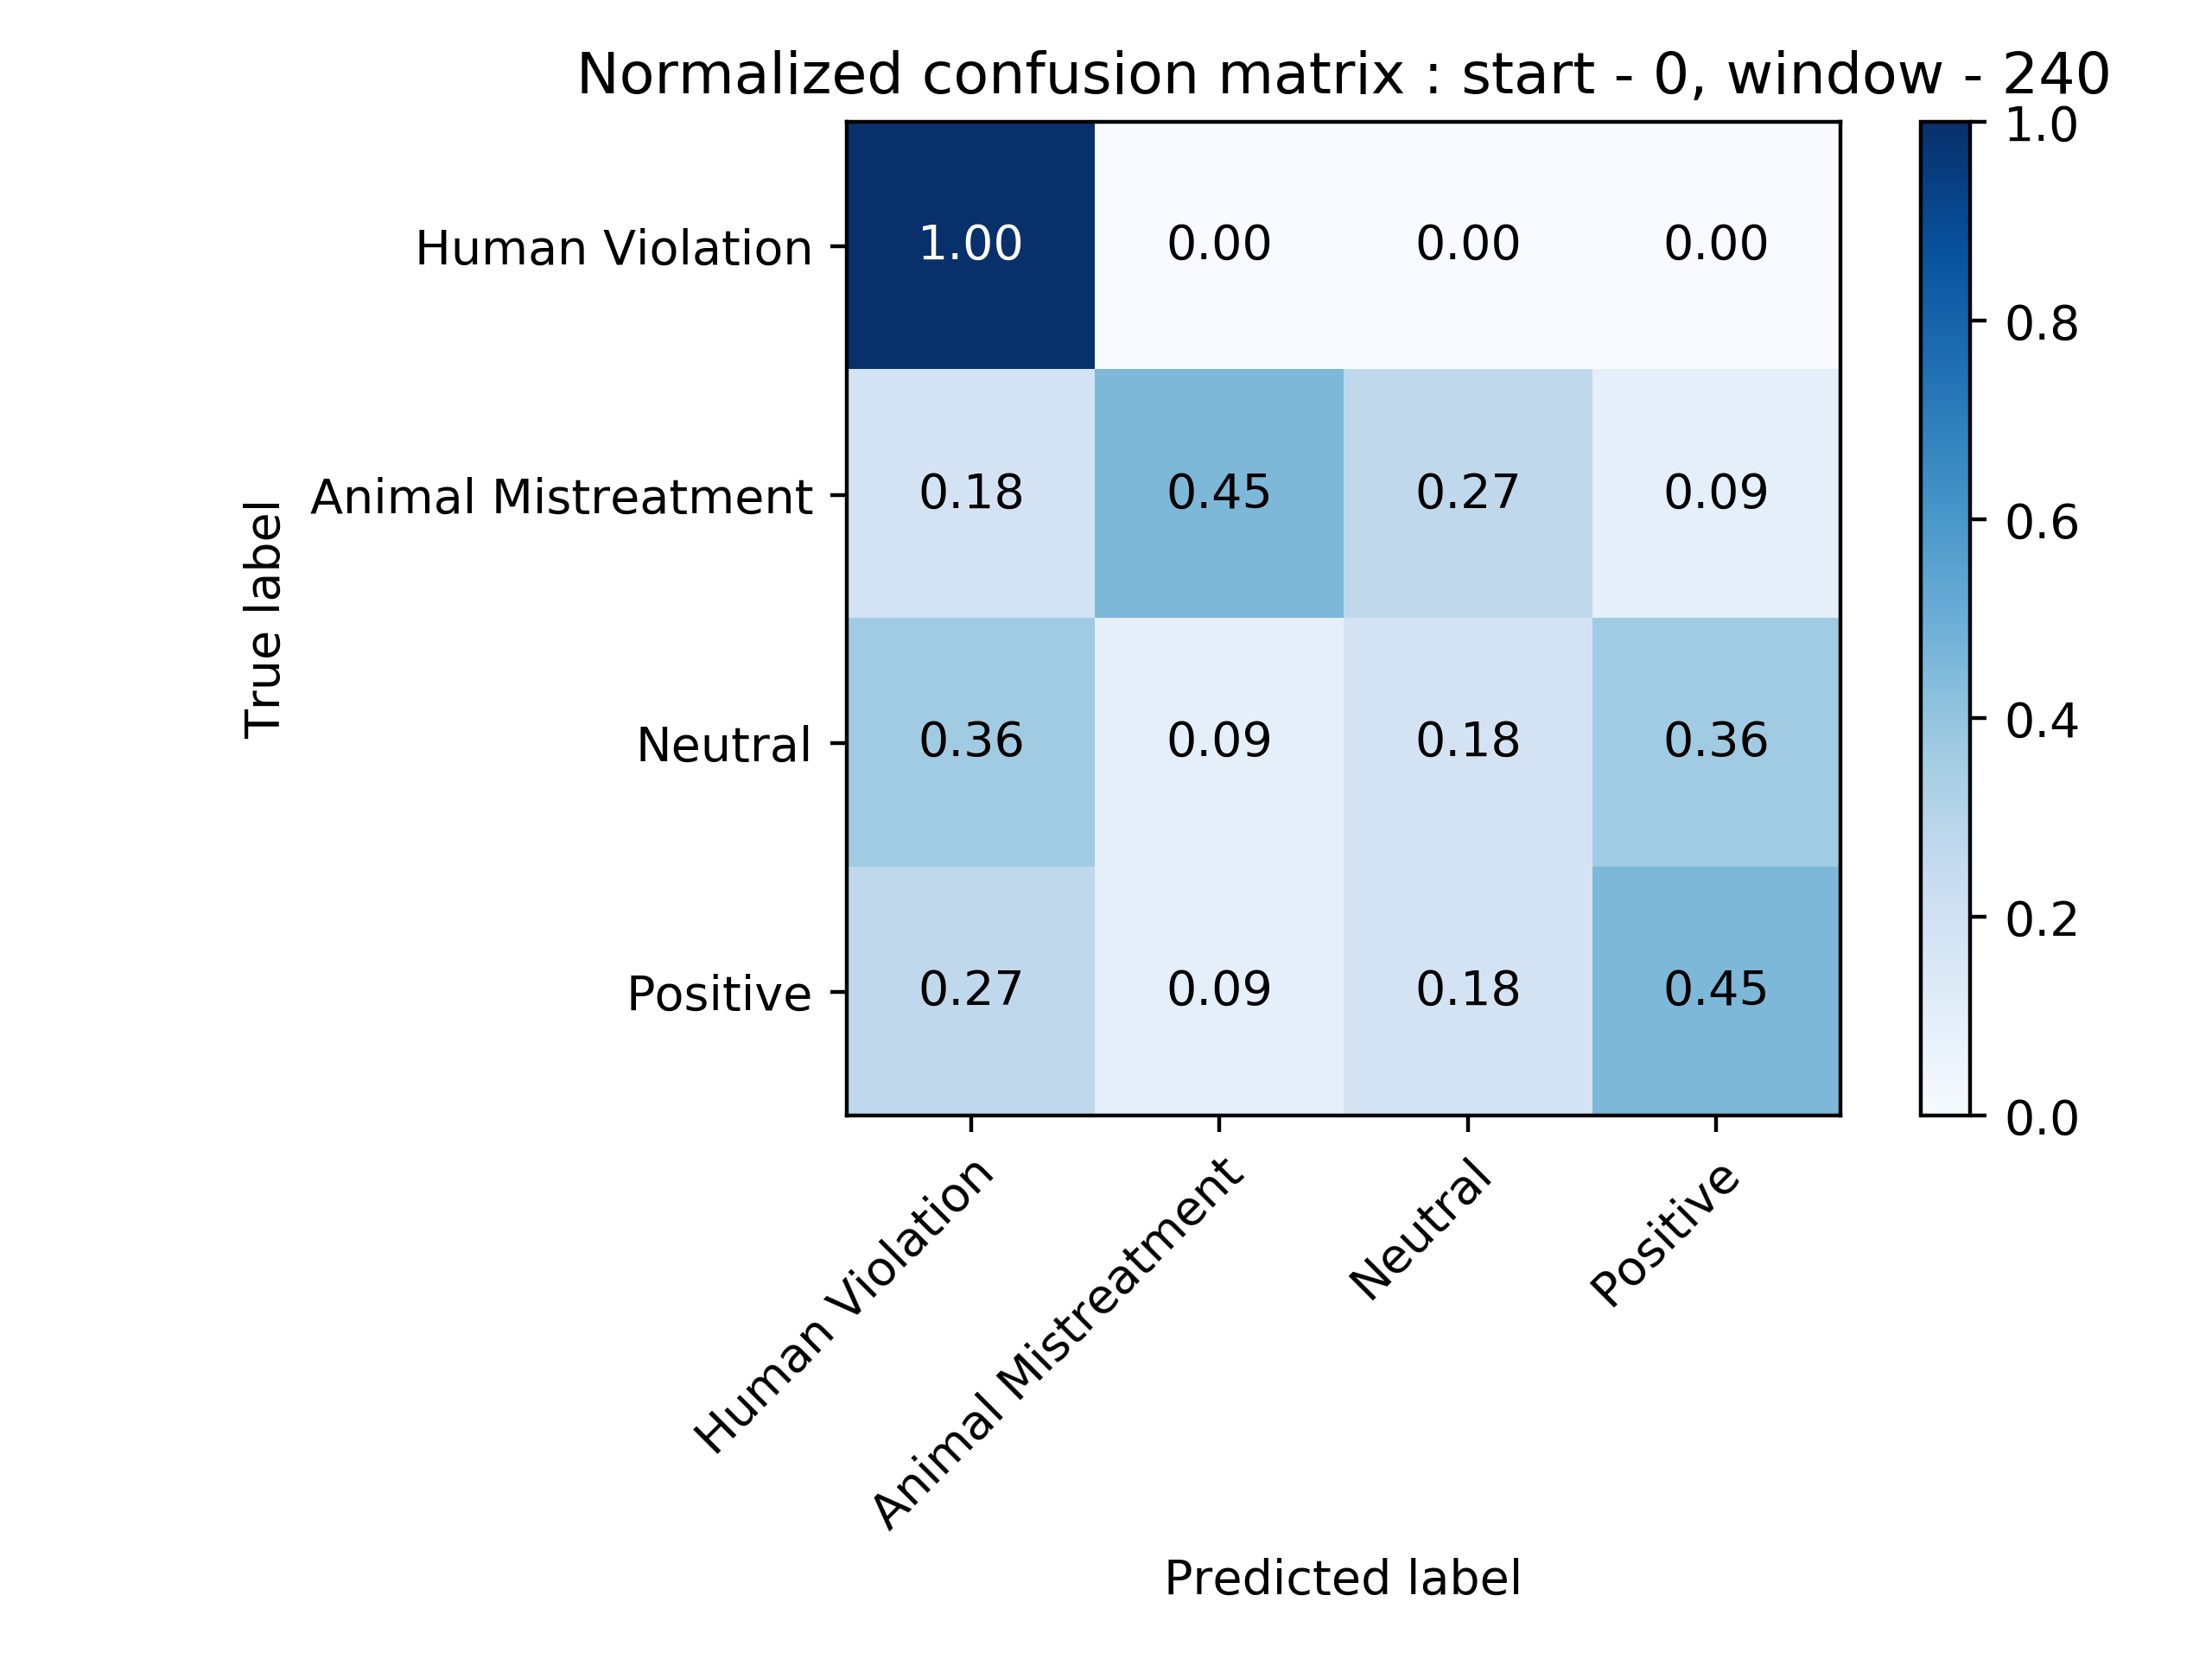 Normalized confusion matrix : start - 0, window - 240
True label
Human Violation
Animal Mistreatment
Neutral
Positive
1.00 0.00 0.00 0.00
0.18 0.45 0.27 0.09
0.36 0.09 0.18 0.36
0.27 0.09 0.18 0.45
1.0
0.8
0.6
0.4
0.2
0.0
Human Violation
Animal Mistreatment
Neutral
Positive
Predicted label